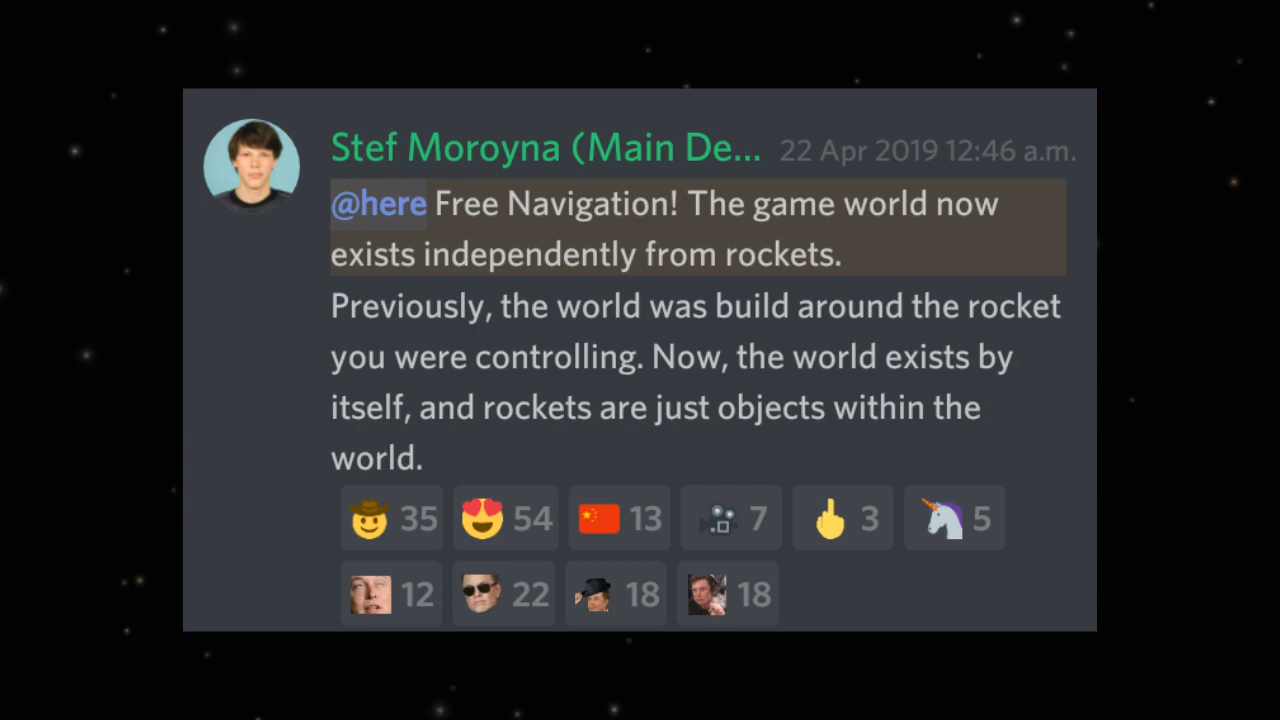 Stef Moroyna (Main De... 22 Apr 2019 12:46 a.m.
@here Free Navigation! The game world now
exists independently from rockets.
Previously, the world was build around the rocket
you were controlling. Now, the world exists by
itself, and rockets are just objects within the
world.
35 54 13 7 3 5
12 22 18 18